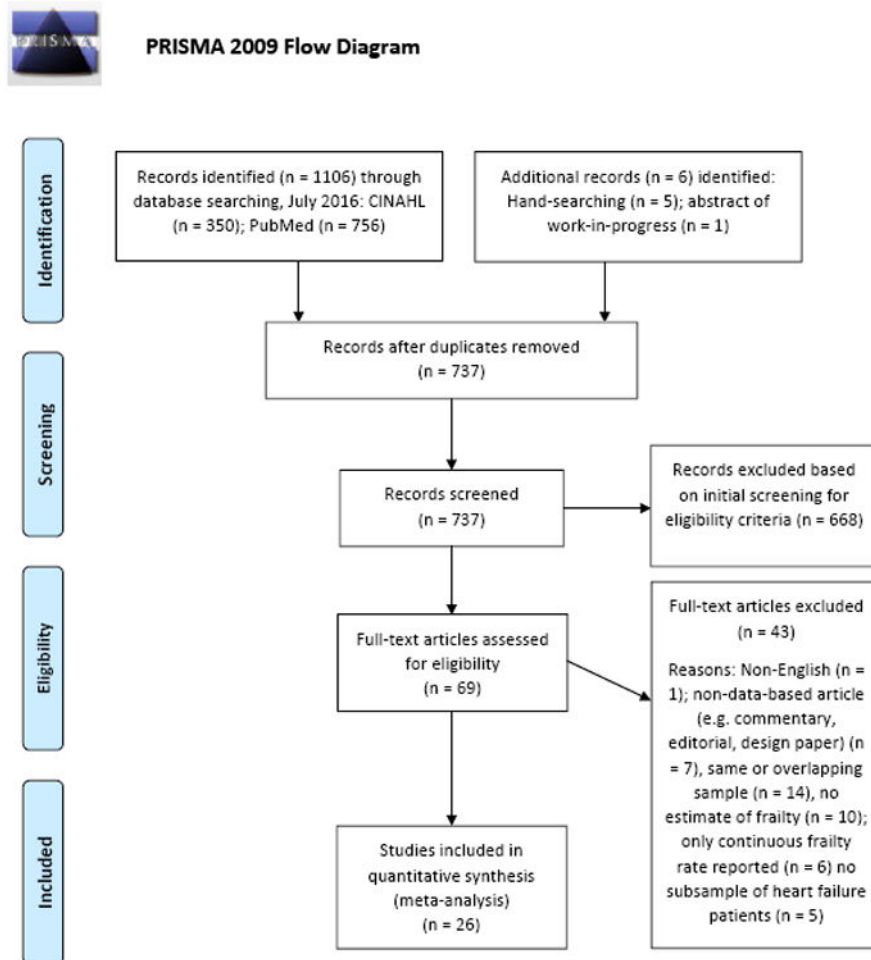 PRISMA
PRISMA 2009 Flow Diagram
Identification
Records identified (n = 1106) through
database searching, July 2016: CINAHL
(n = 350); PubMed (n = 756)
Additional records (n = 6) identified:
Hand-searching (n = 5); abstract of
work-in-progress (n = 1)
Records after duplicates removed
(n = 737)
Screening
Records screened
(n = 737)
Records excluded based
on initial screening for
eligibility criteria (n = 668)
Eligibility
Full-text articles assessed
for eligibility
(n = 69)
Full-text articles excluded
(n = 43)
Reasons: Non-English (n =
1); non-data-based article
(e.g. commentary,
editorial, design paper) (n
= 7), same or overlapping
sample (n = 14), no
estimate of frailty (n = 10);
only continuous frailty
rate reported (n = 6) no
subsample of heart failure
patients (n = 5)
Included
Studies included in
quantitative synthesis
(meta-analysis)
(n = 26)